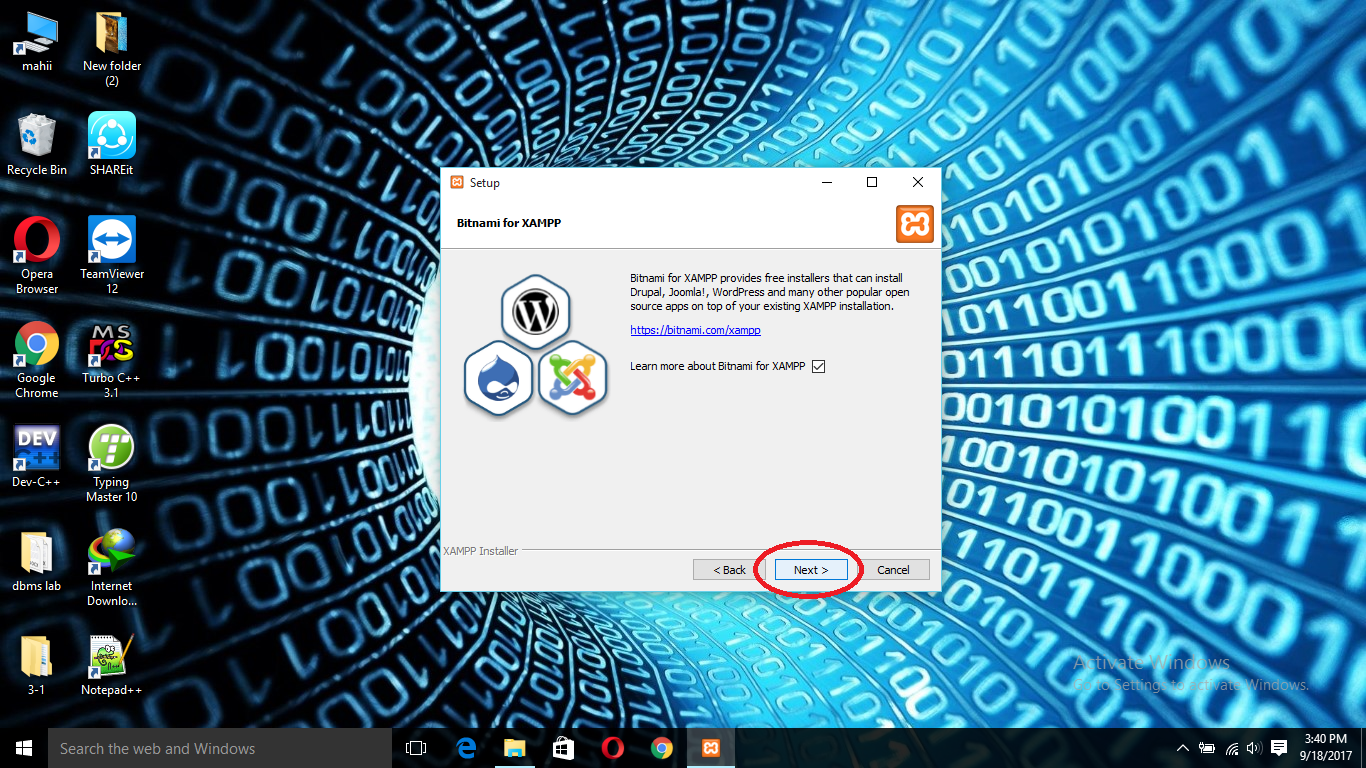 mahii
New folder
(2)
Recycle Bin
SHAREit
Opera
Browser
TeamViewer
12
Google
Chrome
MS
DOS
Turbo C++
3.1
DEV
C++
Dev-C++
Typing
Master 10
dbms lab
Internet
Downlo...
3-1
Notepad++
Setup
Bitnami for XAMPP
Bitnami for XAMPP provides free installers that can install
Drupal, Joomla!, WordPress and many other popular open
source apps on top of your existing XAMPP installation.
https://bitnami.com/xampp
Learn more about Bitnami for XAMPP
XAMPP Installer
< Back
Next >
Cancel
Activate Windows
Go to Settings to activate Windows.
Search the web and Windows
3:40 PM
9/18/2017